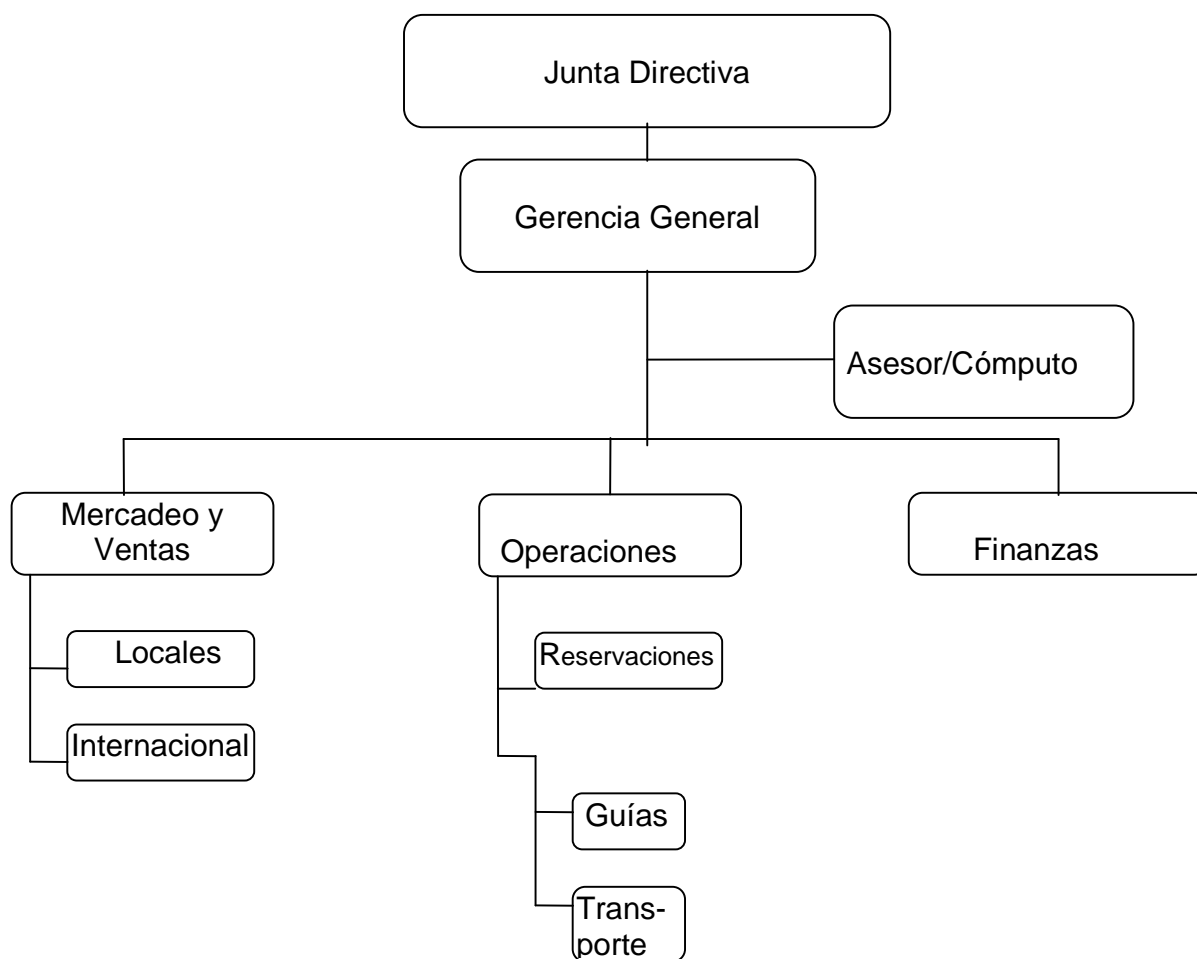 Junta Directiva
Gerencia General
Asesor/Cómputo
Mercadeo y
Ventas
Operaciones
Finanzas
Locales
Internacional
Reservaciones
Guías
Trans-
porte